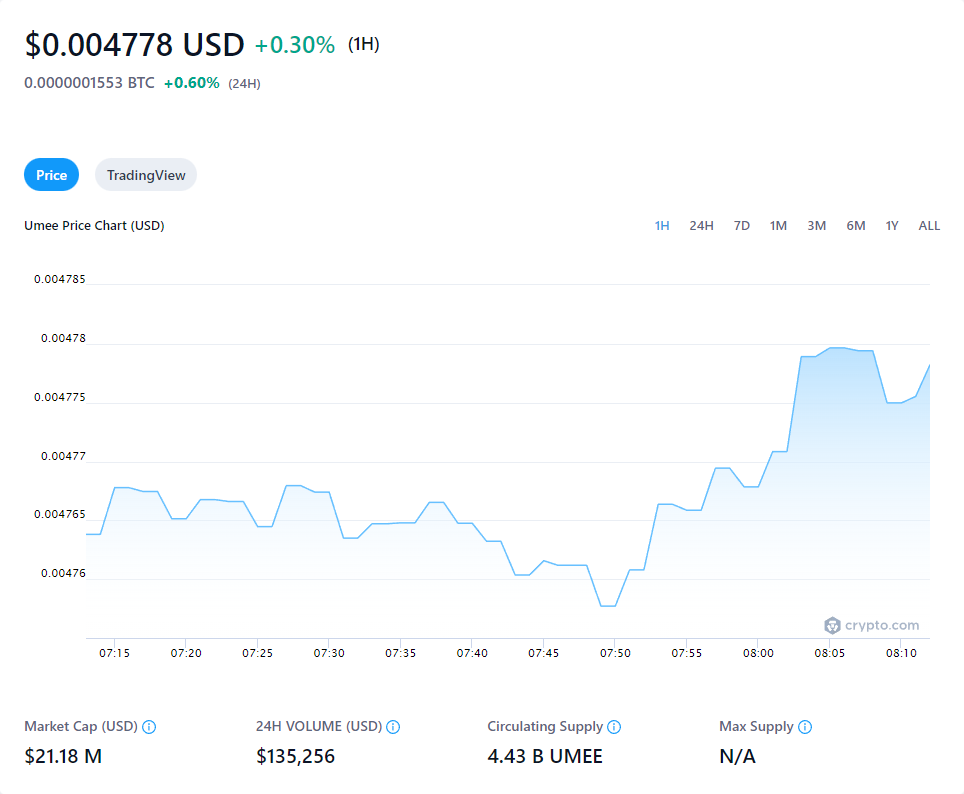 $0.004778 USD +0.30% (1H)
0.0000001553 BTC +0.60% (24H)
Price TradingView
Umee Price Chart (USD) 1H 24H 7D 1M 3M 6M 1Y ALL
0.004785
0.00478
0.004775
0.00477
0.004765
0.00476
crypto.com
07:15 07:20 07:25 07:30 07:35 07:40 07:45 07:50 07:55 08:00 08:05 08:10
Market Cap (USD) 24H VOLUME (USD) Circulating Supply Max Supply
$21.18 M $135,256 4.43 B UMEE N/A